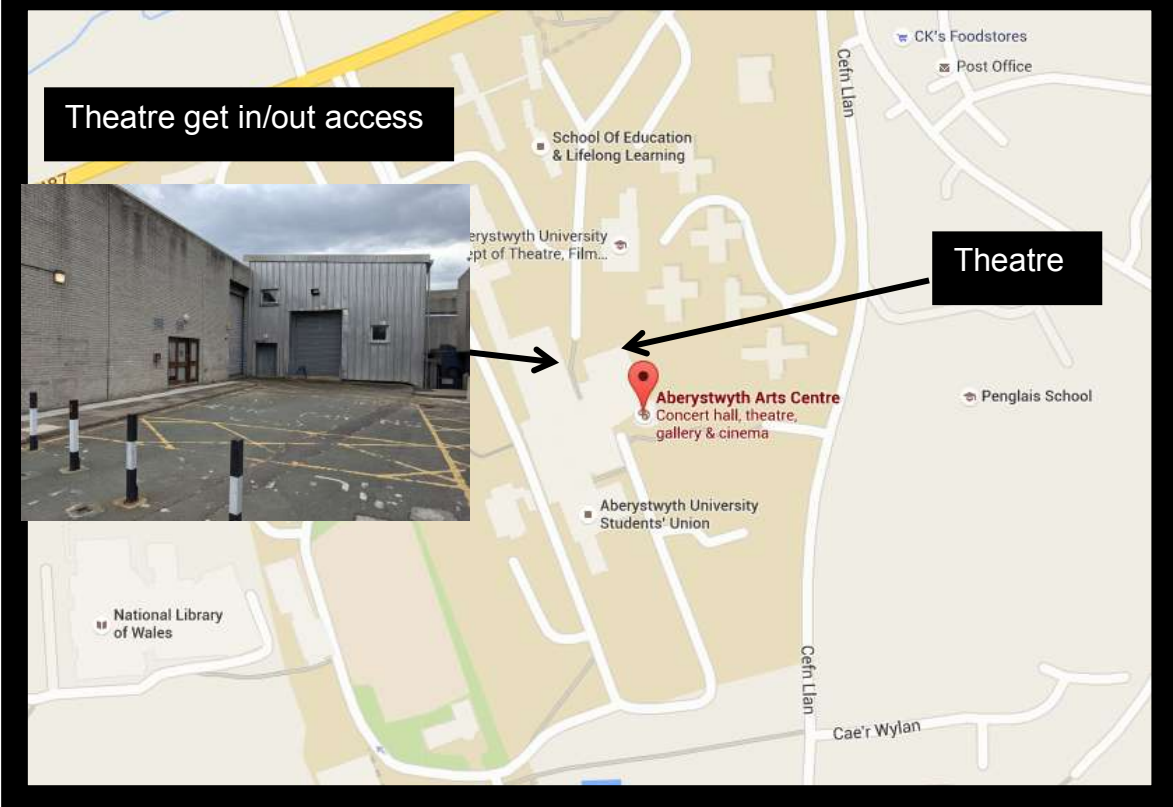 CK's Foodstores
Post Office
Cefn Llan
Theatre get in/out access
School Of Education
& Lifelong Learning
erystwyth University
ept of Theatre, Film...
Theatre
Aberystwyth Arts Centre
Concert hall, theatre,
gallery & cinema
Penglais School
Aberystwyth University
Students' Union
National Library
of Wales
Cefn Llan
Cae'r Wylan